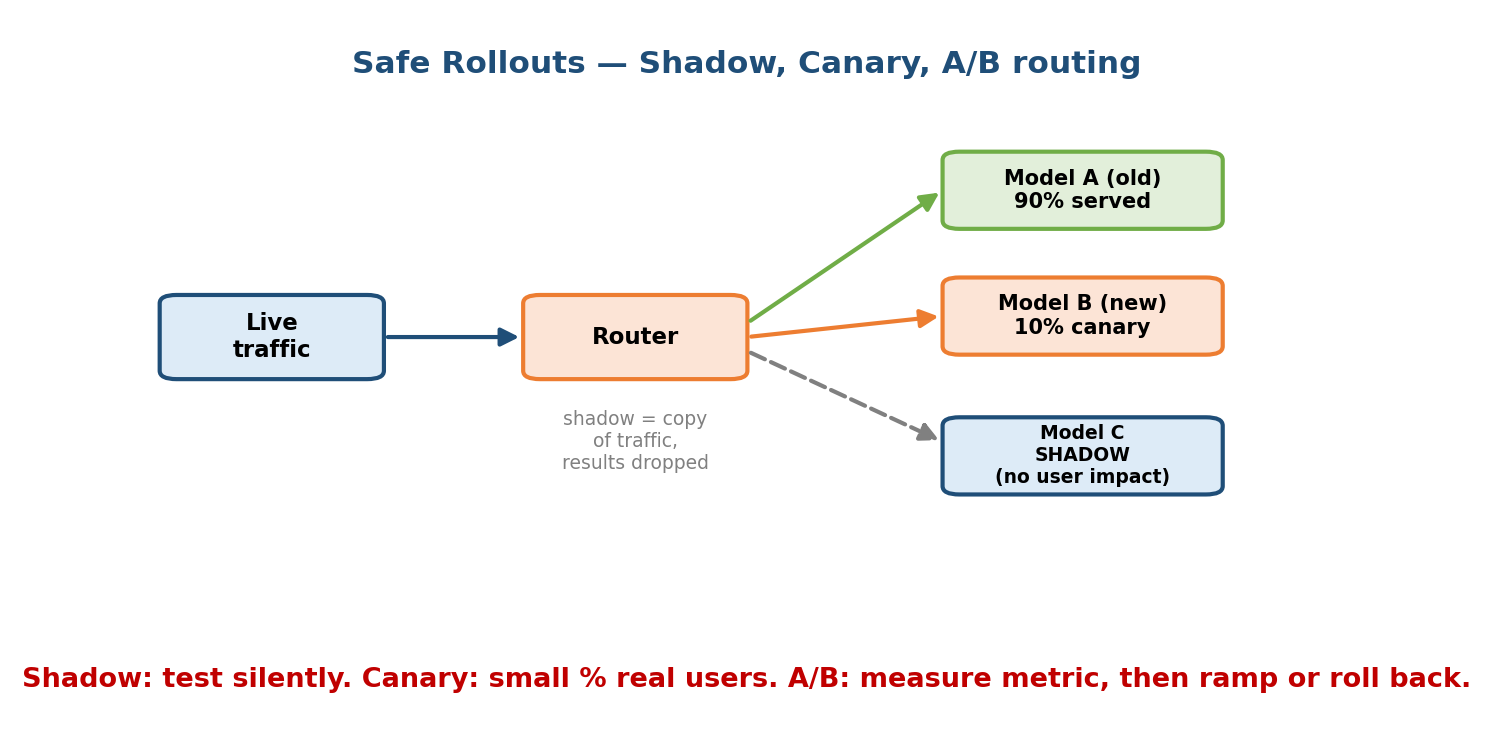 Safe Rollouts — Shadow, Canary, A/B routing
Live
traffic
Router
shadow = copy
of traffic,
results dropped
Model A (old)
90% served
Model B (new)
10% canary
Model C
SHADOW
(no user impact)
Shadow: test silently. Canary: small % real users. A/B: measure metric, then ramp or roll back.